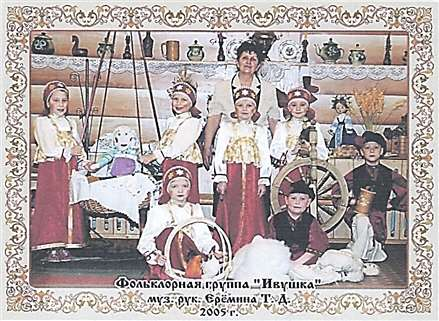 Фольклорная группа "Ивушка"
муз. рук. Ерёмина Т. Д.
2005 г.